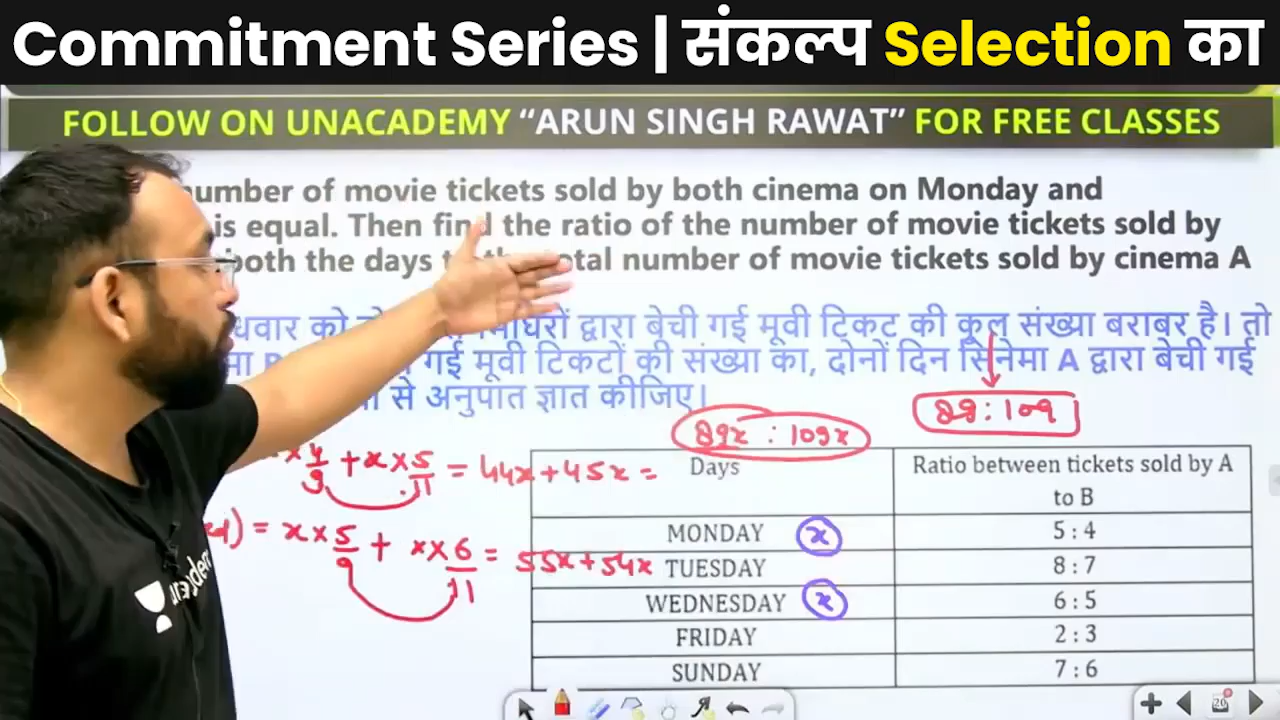 Commitment Series | संकल्प Selection का
FOLLOW ON UNACADEMY “ARUN SINGH RAWAT” FOR FREE CLASSES
number of movie tickets sold by both cinema on Monday and
is equal. Then find the ratio of the number of movie tickets sold by
both the days total number of movie tickets sold by cinema A
द्वारा बेची गई मूवी टिकट की कुल संख्या बराबर है। तो
गई मूवी टिकटों की संख्या का, दोनों दिन सिनेमा A द्वारा बेची गई
से अनुपात ज्ञात कीजिए।
89 : 109
89x : 109x
x 4/9 + x × 5/11 = 44x + 45x =
= x × 5/9 + x × 6/11 = 55x + 54x
Days Ratio between tickets sold by A
to B
MONDAY x 5 : 4
TUESDAY 8 : 7
WEDNESDAY x 6 : 5
FRIDAY 2 : 3
SUNDAY 7 : 6